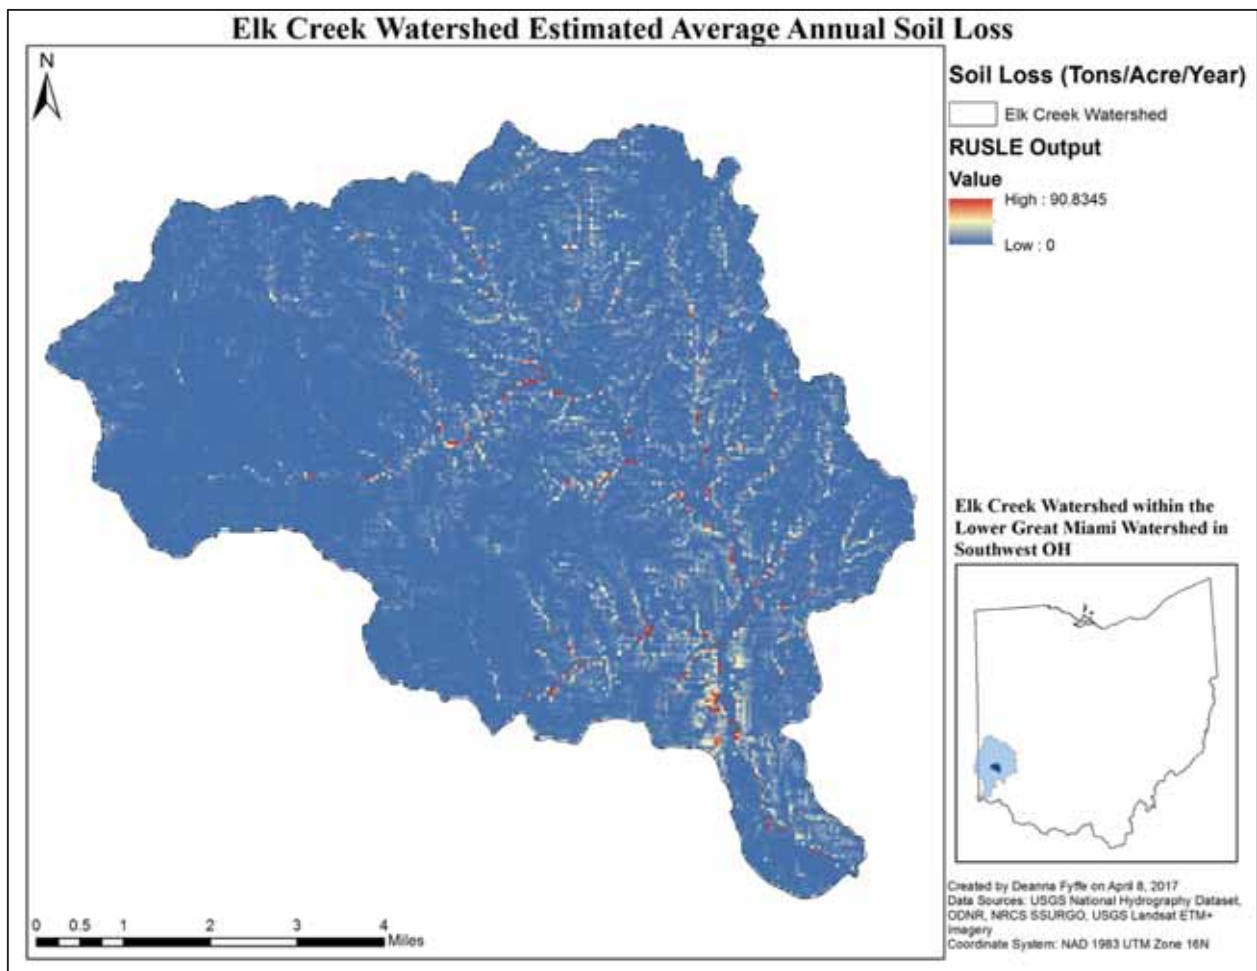 Elk Creek Watershed Estimated Average Annual Soil Loss
N
Soil Loss (Tons/Acre/Year)
Elk Creek Watershed
RUSLE Output
Value
High : 90.8345
Low : 0
Elk Creek Watershed within the
Lower Great Miami Watershed in
Southwest OH
Created by Deanna Fyffe on April 8, 2017
Data Sources: USGS National Hydrography Dataset,
ODNR, NRCS SSURGO, USGS Landsat ETM+
Imagery
Coordinate System: NAD 1983 UTM Zone 16N
0 0.5 1 2 3 4
Miles